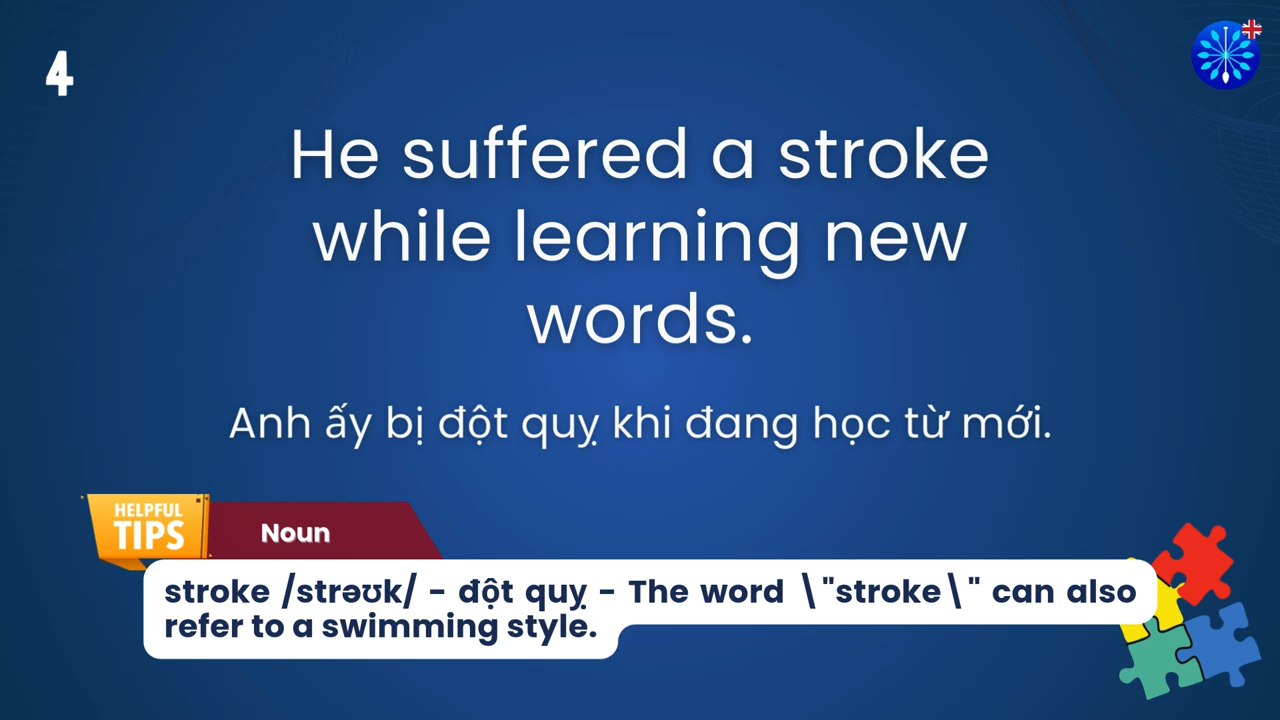 4
He suffered a stroke
while learning new
words.
Anh ấy bị đột quỵ khi đang học từ mới.
HELPFUL
TIPS
Noun
stroke /strəʊk/ - đột quỵ - The word \"stroke\" can also
refer to a swimming style.